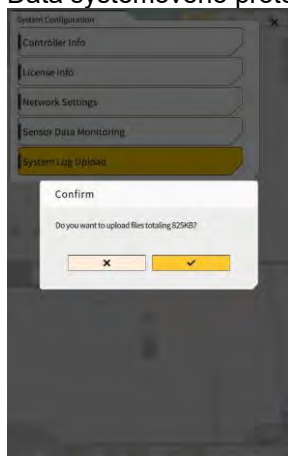 Data systémového proto
System Configuration
Controller Info
License Info
Network Settings
Sensor Data Monitoring
System Log Upload
Confirm
Do you want to upload files totaling 825KB?